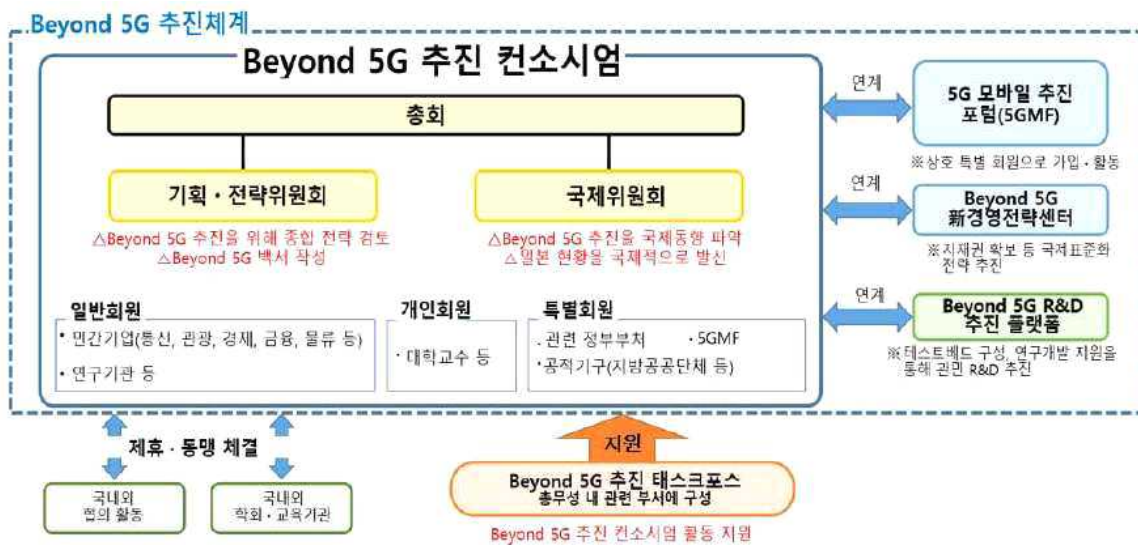 Beyond 5G 추진체계
Beyond 5G 추진 컨소시엄
총회
기획・전략위원회
국제위원회
△Beyond 5G 추진을 위해 종합 전략 검토
△Beyond 5G 백서 작성
△Beyond 5G 추진을 국제동향 파악
△일본 현황을 국제적으로 발신
일반회원
• 민간기업(통신, 관광, 경제, 금융, 물류 등)
• 연구기관 등
개인회원
· 대학교수 등
특별회원
. 관련 정부부처 · 5GMF
· 공적기구(지방공공단체 등)
연계
5G 모바일 추진
포럼(5GMF)
※상호 특별 회원으로 가입・활동
연계
Beyond 5G
新경영전략센터
※지재권 확보 등 국제표준화
전략 추진
연계
Beyond 5G R&D
추진 플랫폼
※테스트베드 구성, 연구개발 지원을
통해 관민 R&D 추진
제휴・동맹 체결
국내외
협의 활동
국내외
학회・교육기관
지원
Beyond 5G 추진 태스크포스
총무성 내 관련 부서에 구성
Beyond 5G 추진 컨소시엄 활동 지원